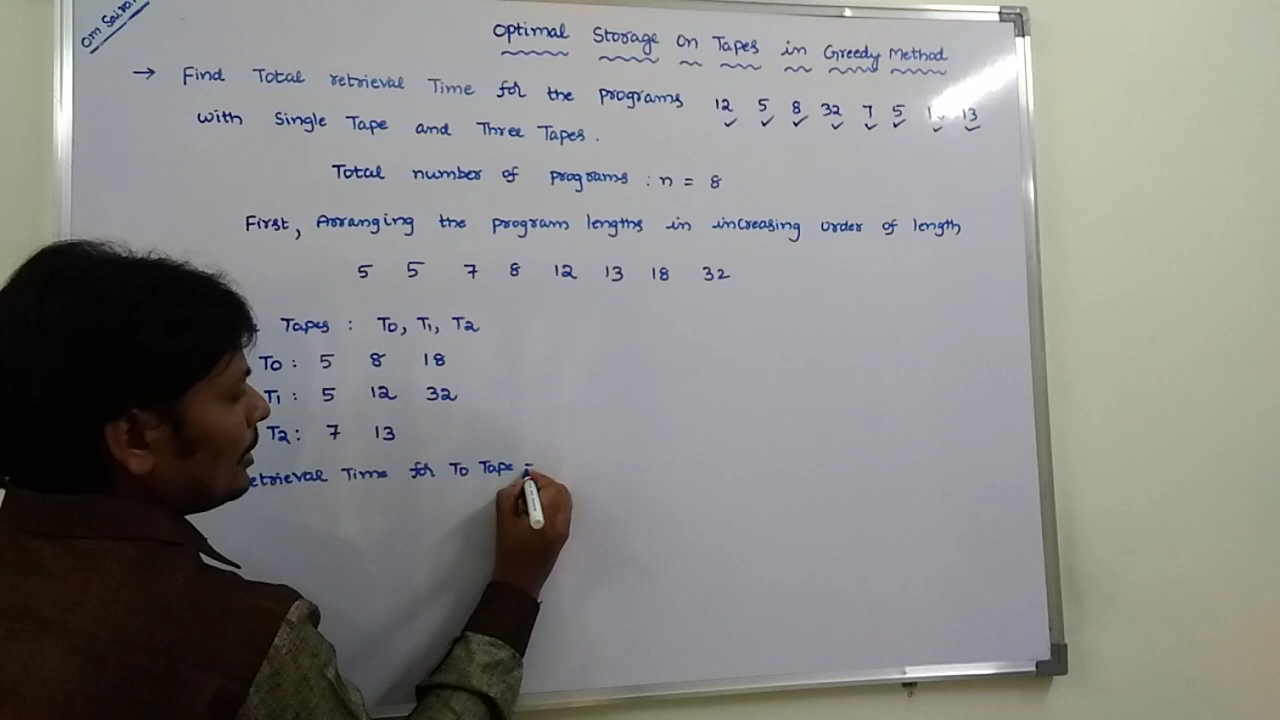 Om Sairam
Optimal Storage on Tapes in Greedy Method
→ Find Total retrieval Time for the programs 12 5 8 32 7 5 1 13
with Single Tape and Three Tapes.
Total number of programs : n = 8
First, Arranging the program lengths in increasing order of length
5 5 7 8 12 13 18 32
Tapes : T0, T1, T2
T0 : 5 8 18
T1 : 5 12 32
T2 : 7 13
etrieval Time for T0 Tape =